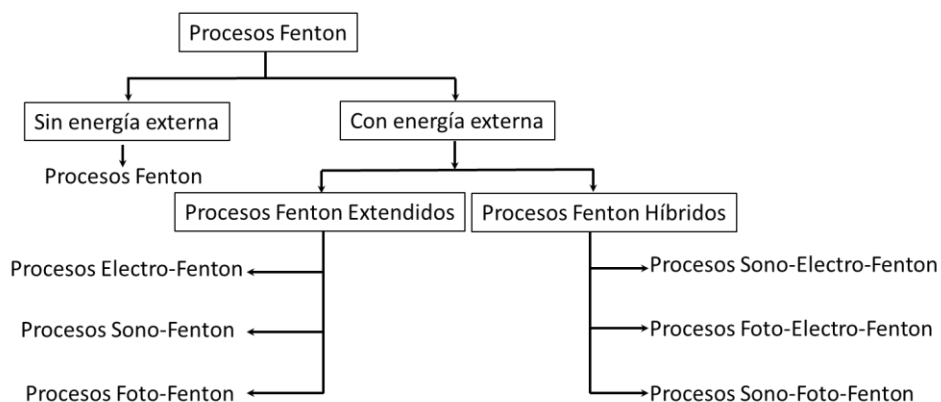 Procesos Fenton
Sin energía externa
Con energía externa
Procesos Fenton
Procesos Fenton Extendidos
Procesos Fenton Híbridos
Procesos Electro-Fenton
Procesos Sono-Electro-Fenton
Procesos Sono-Fenton
Procesos Foto-Electro-Fenton
Procesos Foto-Fenton
Procesos Sono-Foto-Fenton